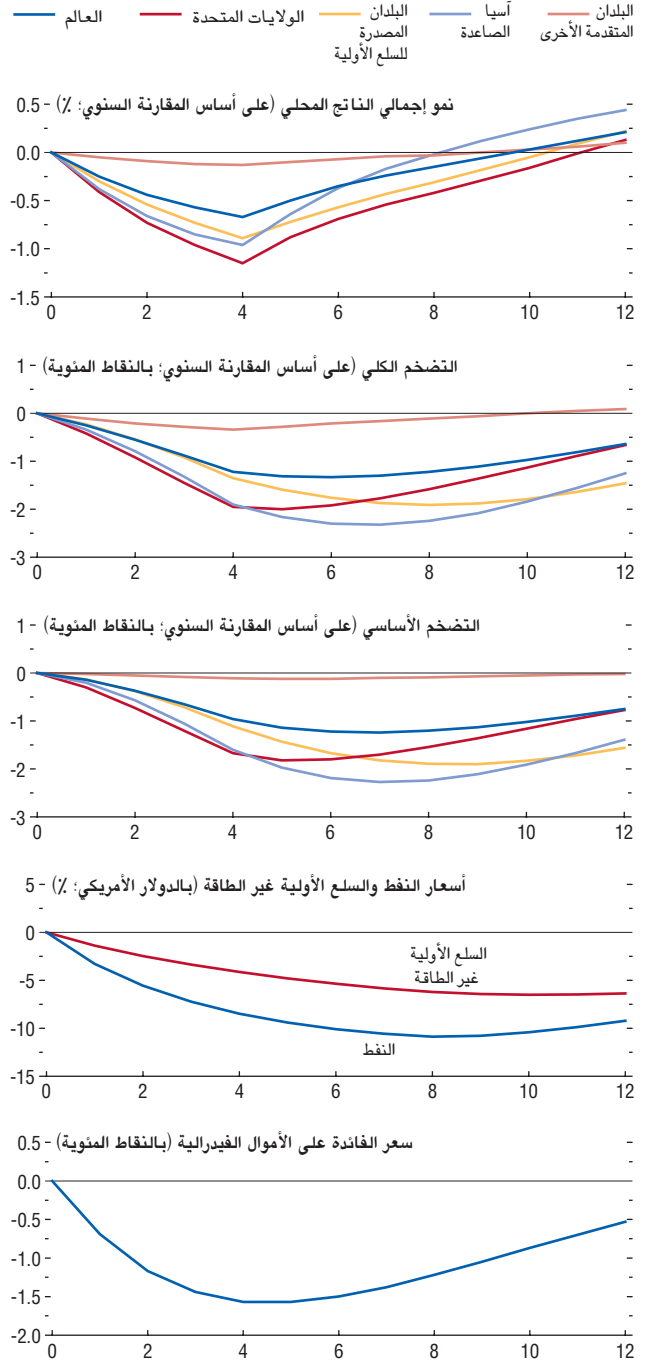 العالم
الولايات المتحدة
البلدان
المصدرة
للسلع الأولية
آسيا
الصاعدة
البلدان
المتقدمة الأخرى
نمو إجمالي الناتج المحلي (على أساس المقارنة السنوي؛ ٪)
0.5
0.0
-0.5
-1.0
-1.5
0 2 4 6 8 10 12
التضخم الكلي (على أساس المقارنة السنوي؛ بالنقاط المئوية)
1
0
-1
-2
-3
0 2 4 6 8 10 12
التضخم الأساسي (على أساس المقارنة السنوي؛ بالنقاط المئوية)
1
0
-1
-2
-3
0 2 4 6 8 10 12
أسعار النفط والسلع الأولية غير الطاقة (بالدولار الأمريكي؛ ٪)
5
0
-5
-10
-15
السلع الأولية
غير الطاقة
النفط
0 2 4 6 8 10 12
سعر الفائدة على الأموال الفيدرالية (بالنقاط المئوية)
0.5
0.0
-0.5
-1.0
-1.5
-2.0
0 2 4 6 8 10 12